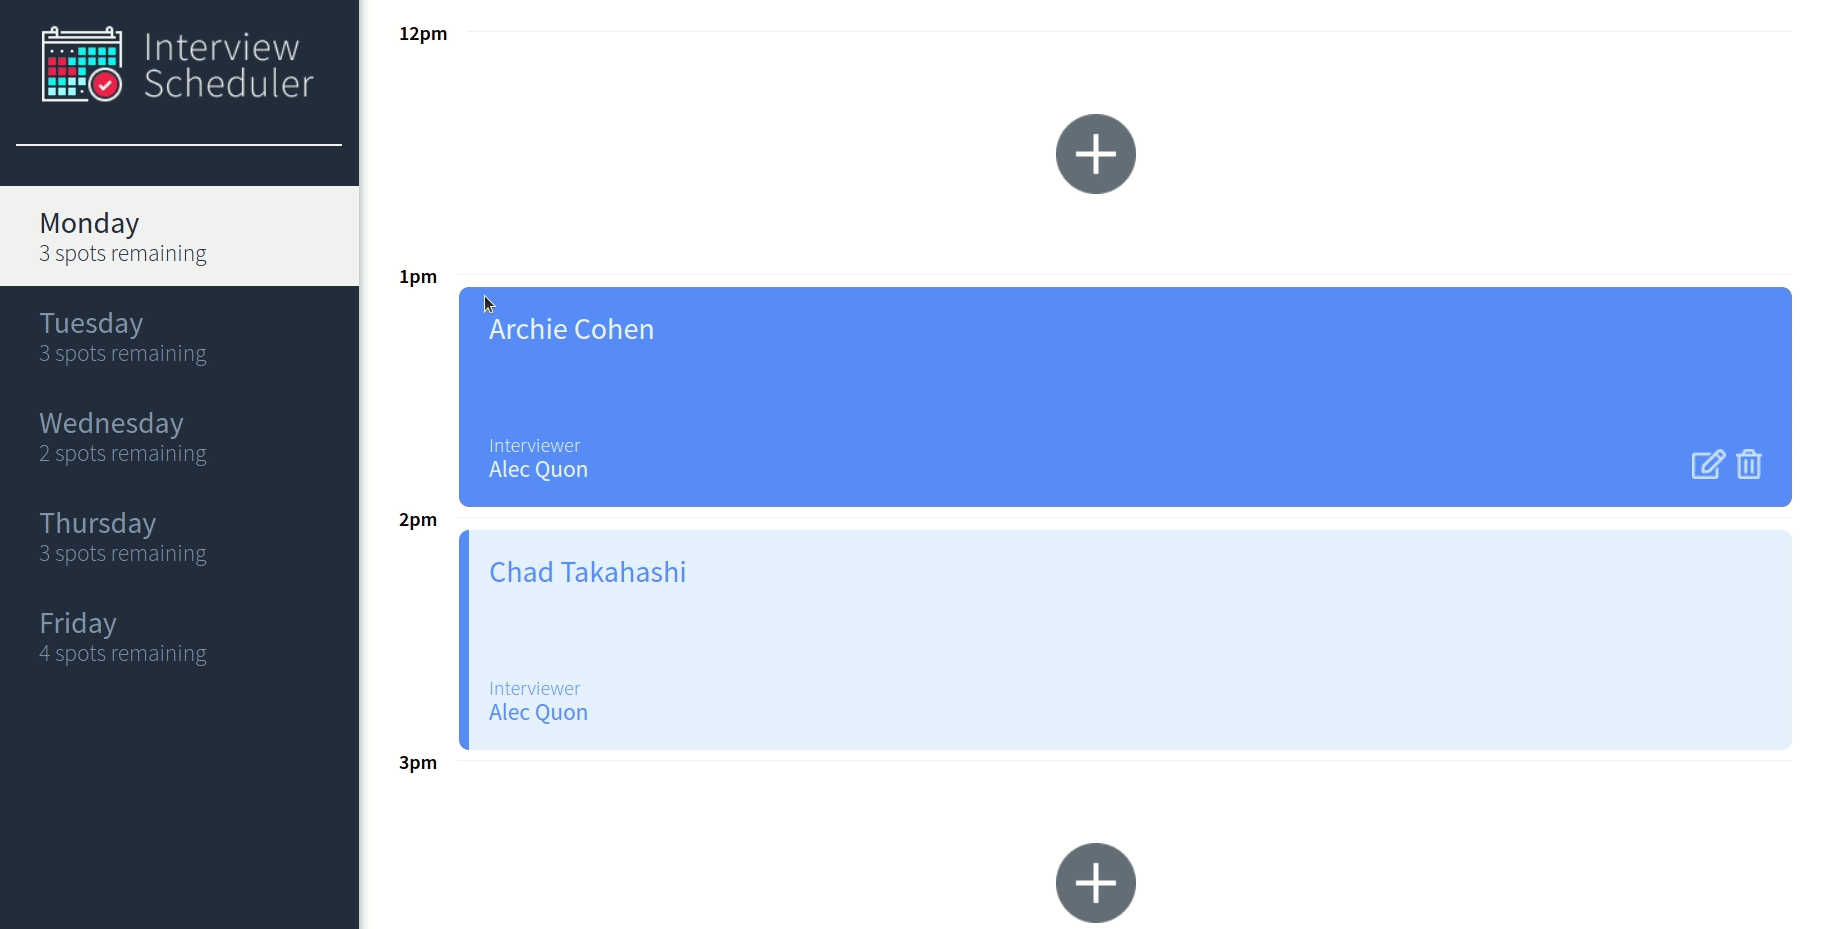 Interview
Scheduler
Monday
3 spots remaining
Tuesday
3 spots remaining
Wednesday
2 spots remaining
Thursday
3 spots remaining
Friday
4 spots remaining
12pm
1pm
Archie Cohen
Interviewer
Alec Quon
2pm
Chad Takahashi
Interviewer
Alec Quon
3pm